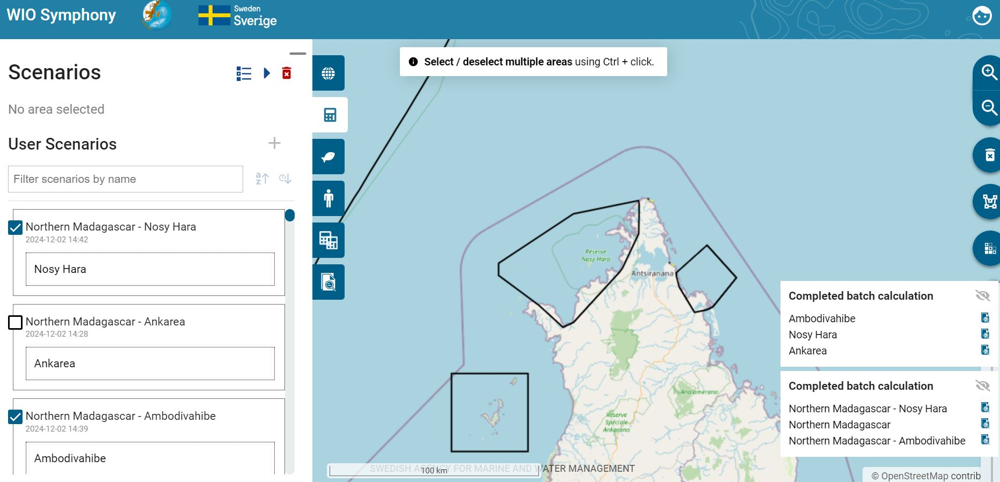 WIO Symphony
Sweden
Sverige
Scenarios
No area selected
User Scenarios
Filter scenarios by name
a
z
Northern Madagascar - Nosy Hara
2024-12-02 14:42
Nosy Hara
Northern Madagascar - Ankarea
2024-12-02 14:28
Ankarea
Northern Madagascar - Ambodivahibe
2024-12-02 14:39
Ambodivahibe
Select / deselect multiple areas using Ctrl + click.
Réserve
Nosy Hara
Antsiranana
Analamerana
Réserve
Spéciale
Ankarana
Completed batch calculation
Ambodivahibe
Nosy Hara
Ankarea
Completed batch calculation
Northern Madagascar - Nosy Hara
Northern Madagascar
Northern Madagascar - Ambodivahibe
SWEDISH AGENCY FOR MARINE AND WATER MANAGEMENT
100 km
© OpenStreetMap contrib